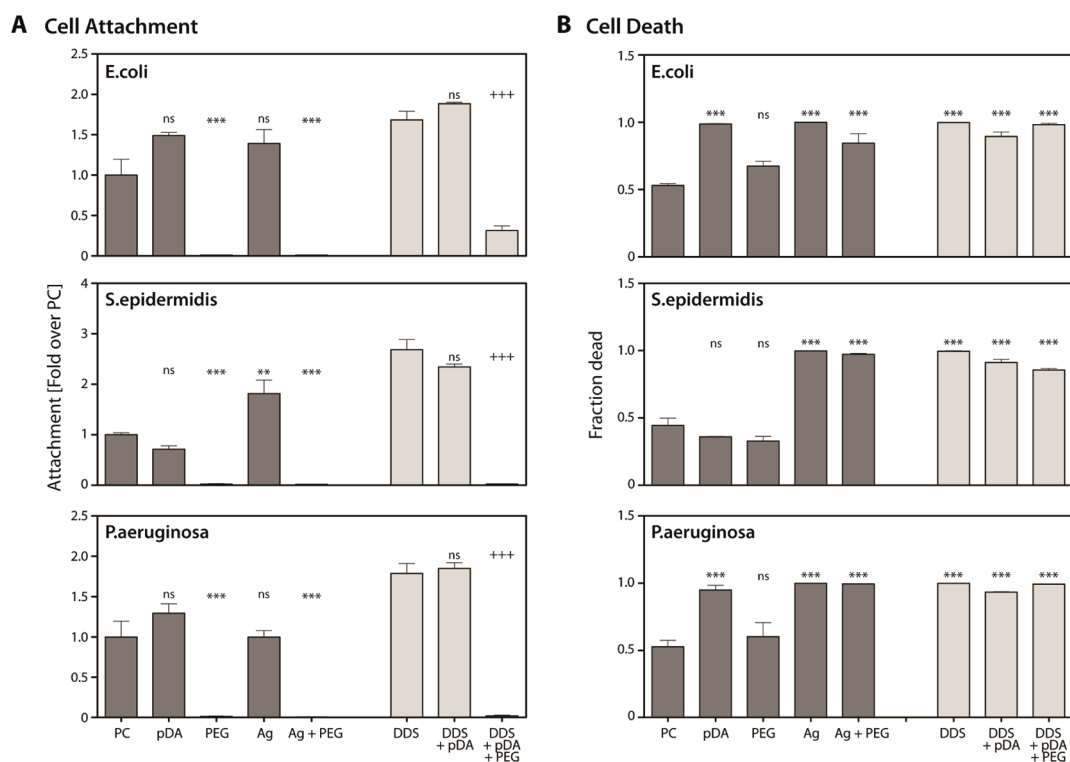 A Cell Attachment
E.coli
2.5
2.0
1.5
1.0
0.5
0
ns
***
ns
***
ns
+++
S.epidermidis
4
3
2
1
0
ns
***
**
***
ns
+++
P.aeruginosa
2.5
2.0
1.5
1.0
0.5
0
ns
***
ns
***
ns
+++
Attachment [Fold over PC]
PC
pDA
PEG
Ag
Ag + PEG
DDS
DDS
+ pDA
DDS
+ pDA
+ PEG
B Cell Death
E.coli
1.5
1.0
0.5
0
***
ns
***
***
***
***
***
S.epidermidis
1.5
1.0
0.5
0
ns
ns
***
***
***
***
***
P.aeruginosa
1.5
1.0
0.5
0
***
ns
***
***
***
***
***
Fraction dead
PC
pDA
PEG
Ag
Ag + PEG
DDS
DDS
+ pDA
DDS
+ pDA
+ PEG